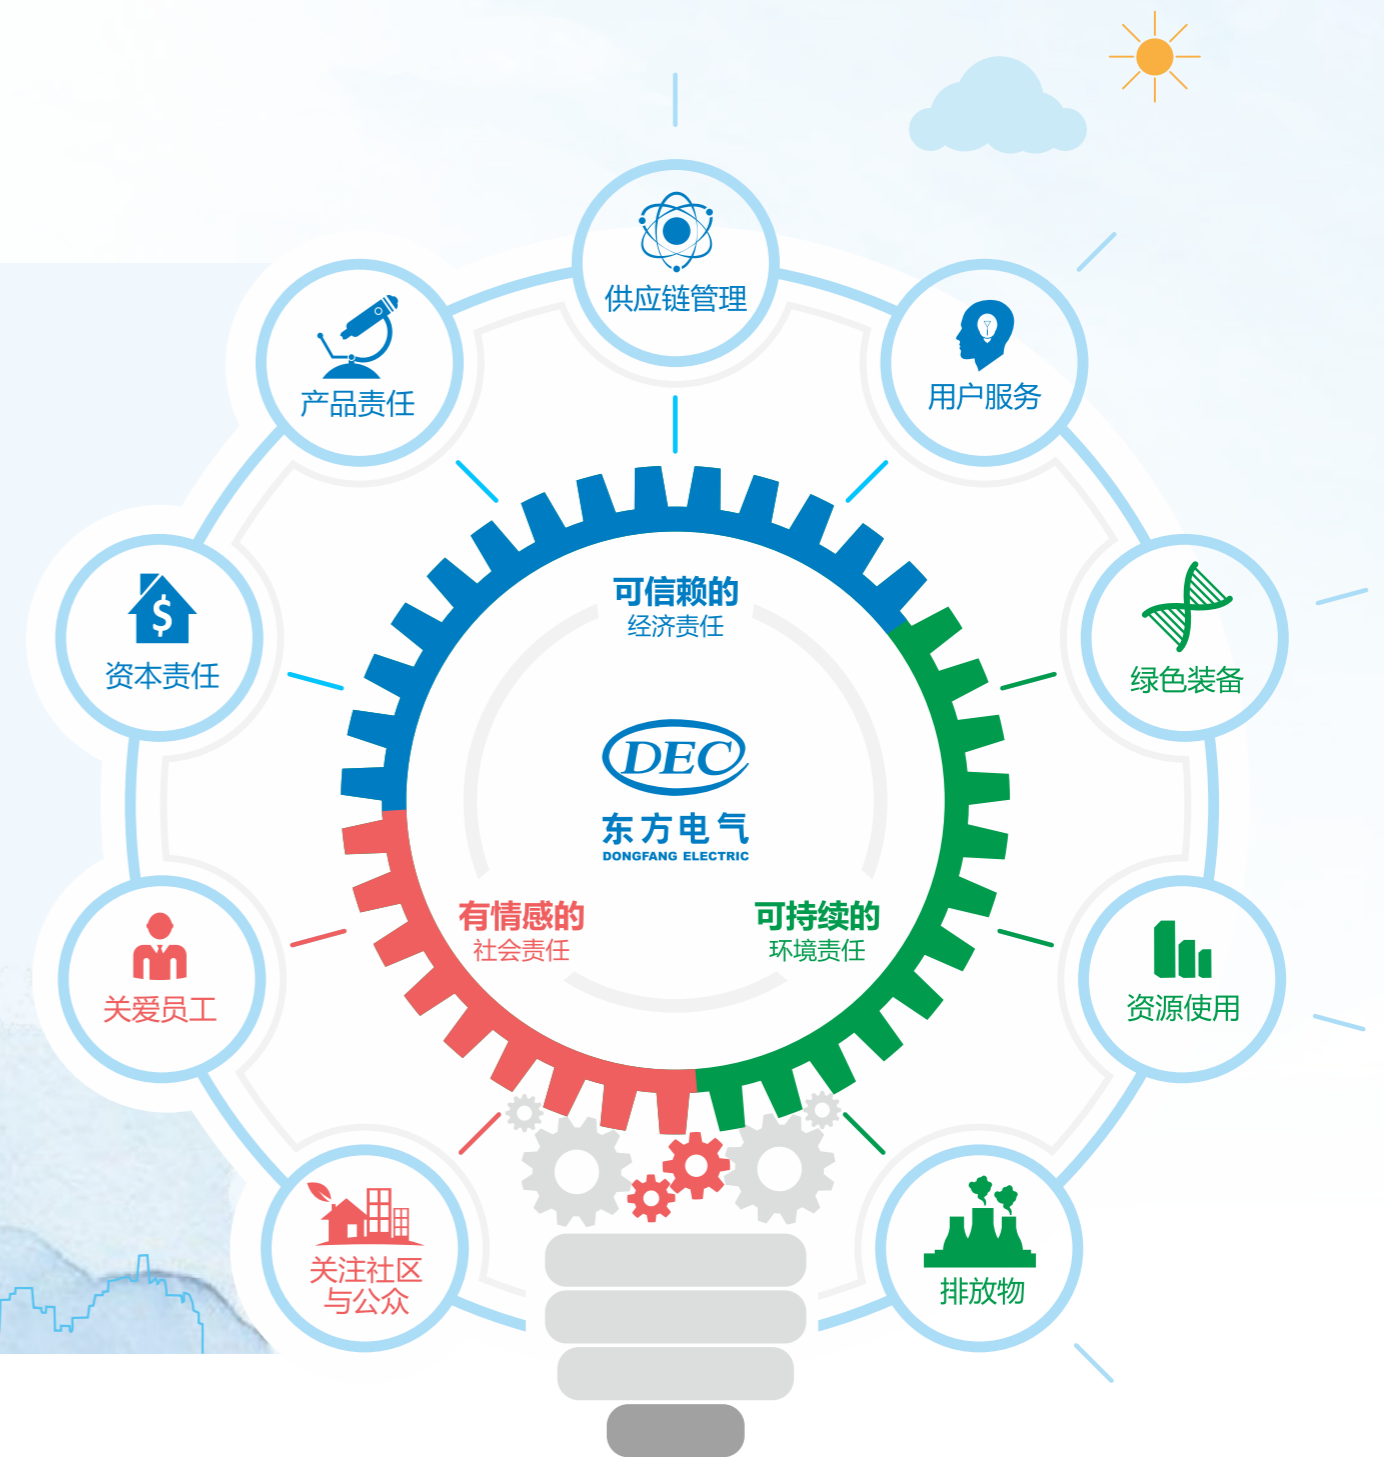 供应链管理
产品责任
用户服务
资本责任
绿色装备
可信赖的
经济责任
DEC
东方电气
DONGFANG ELECTRIC
有情感的
社会责任
可持续的
环境责任
关爱员工
资源使用
关注社区
与公众
排放物
$